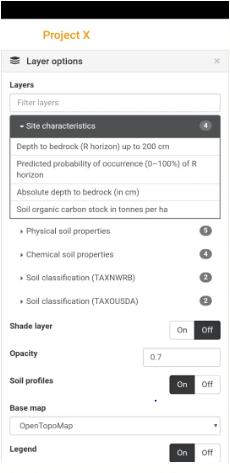 Project X
Layer options ×
Layers
Filter layers
Site characteristics 4
Depth to bedrock (R horizon) up to 200 cm
Predicted probability of occurrence (0–100%) of R
horizon
Absolute depth to bedrock (in cm)
Soil organic carbon stock in tonnes per ha
Physical soil properties 5
Chemical soil properties 4
Soil classification (TAXNWRB) 2
Soil classification (TAXOUSDA) 2
Shade layer On Off
Opacity 0.7
Soil profiles On Off
Base map
OpenTopoMap
Legend On Off